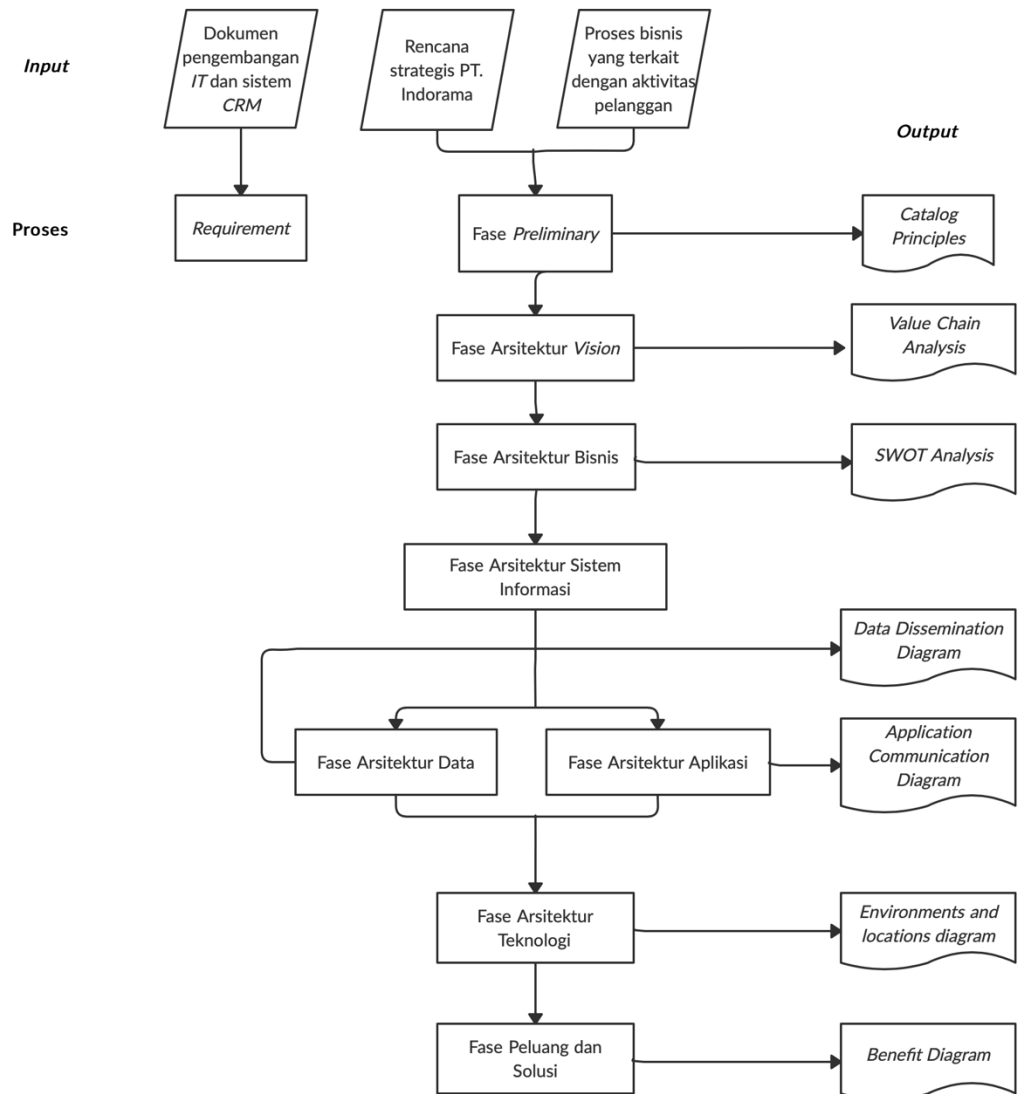 Input
Dokumen
pengembangan
IT dan sistem
CRM
Rencana
strategis PT.
Indorama
Proses bisnis
yang terkait
dengan aktivitas
pelanggan
Output
Proses
Requirement
Fase Preliminary
Catalog
Principles
Fase Arsitektur Vision
Value Chain
Analysis
Fase Arsitektur Bisnis
SWOT Analysis
Fase Arsitektur Sistem
Informasi
Data Dissemination
Diagram
Fase Arsitektur Data
Fase Arsitektur Aplikasi
Application
Communication
Diagram
Fase Arsitektur
Teknologi
Environments and
locations diagram
Fase Peluang dan
Solusi
Benefit Diagram